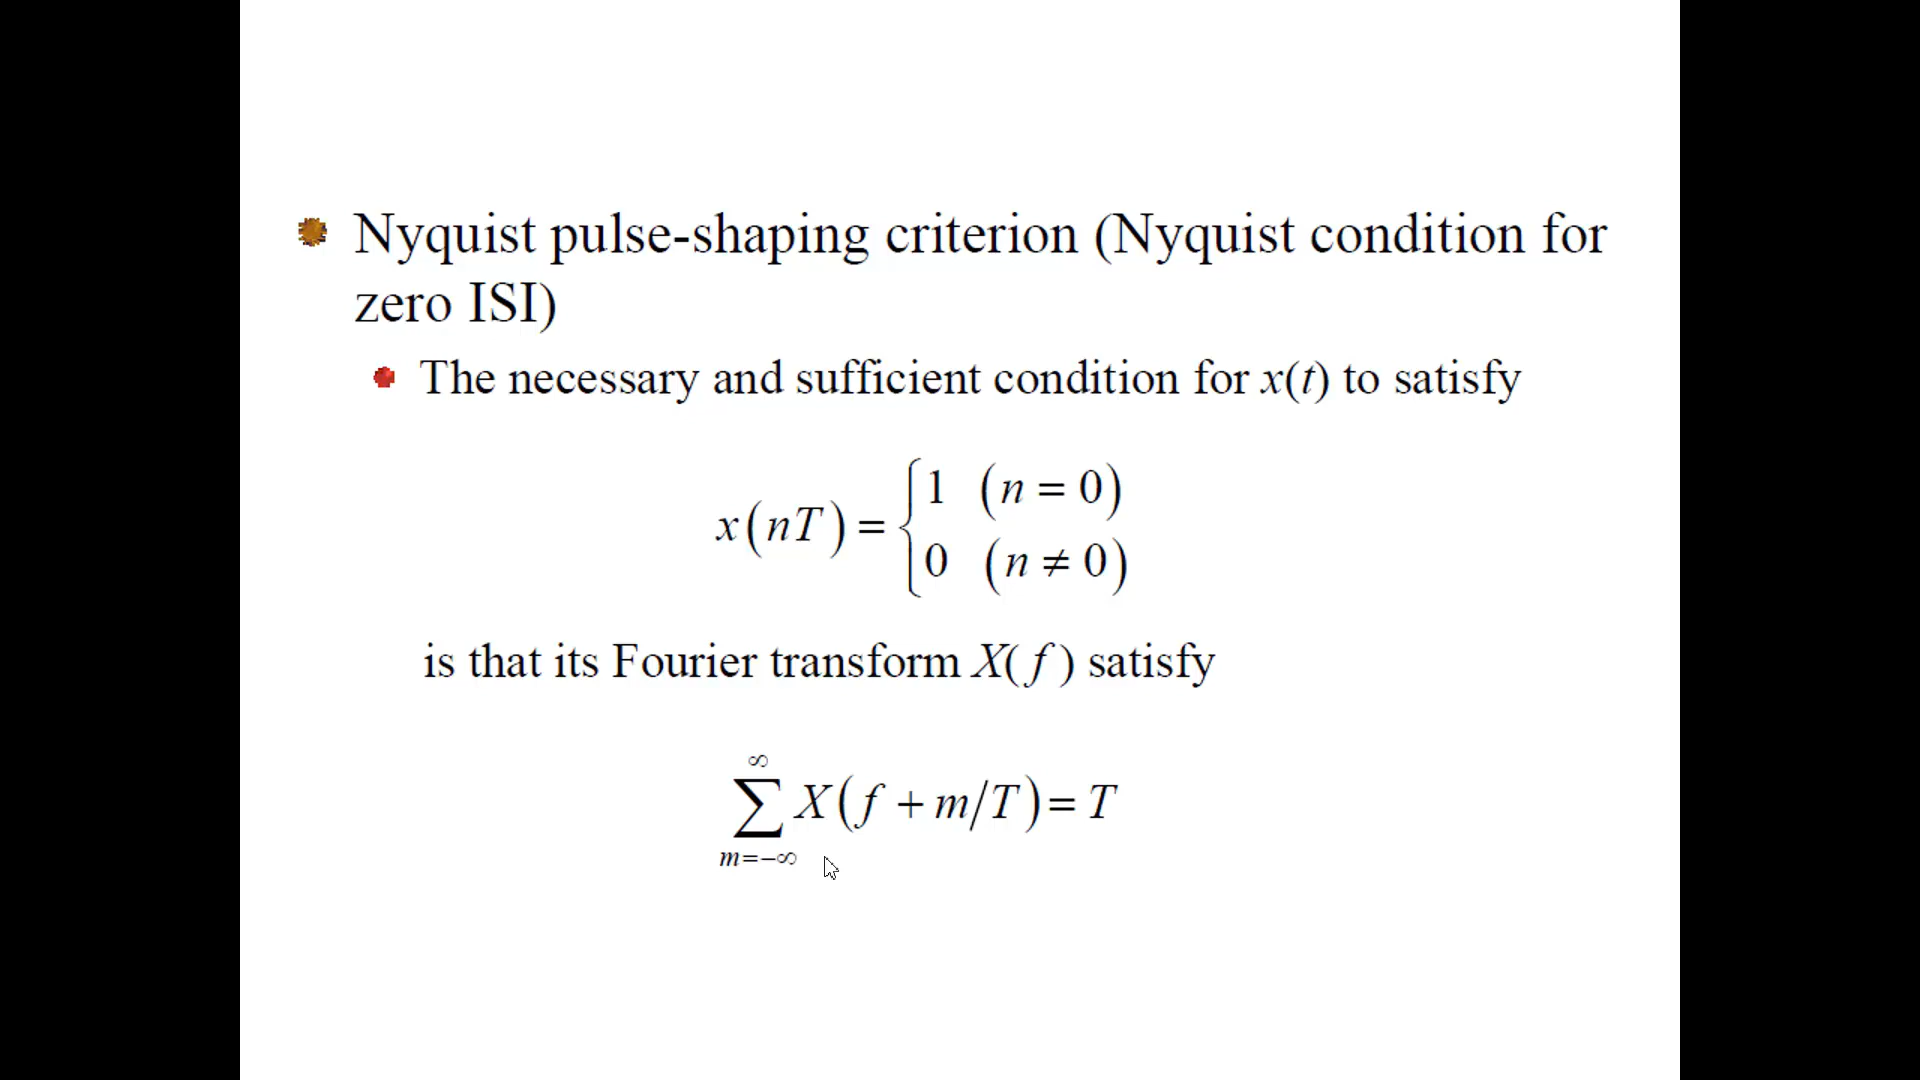 Nyquist pulse-shaping criterion (Nyquist condition for
zero ISI)
The necessary and sufficient condition for x(t) to satisfy
x(nT) = { 1 (n = 0)
0 (n ≠ 0)
is that its Fourier transform X(f) satisfy
∞
∑ X(f + m/T) = T
m=−∞